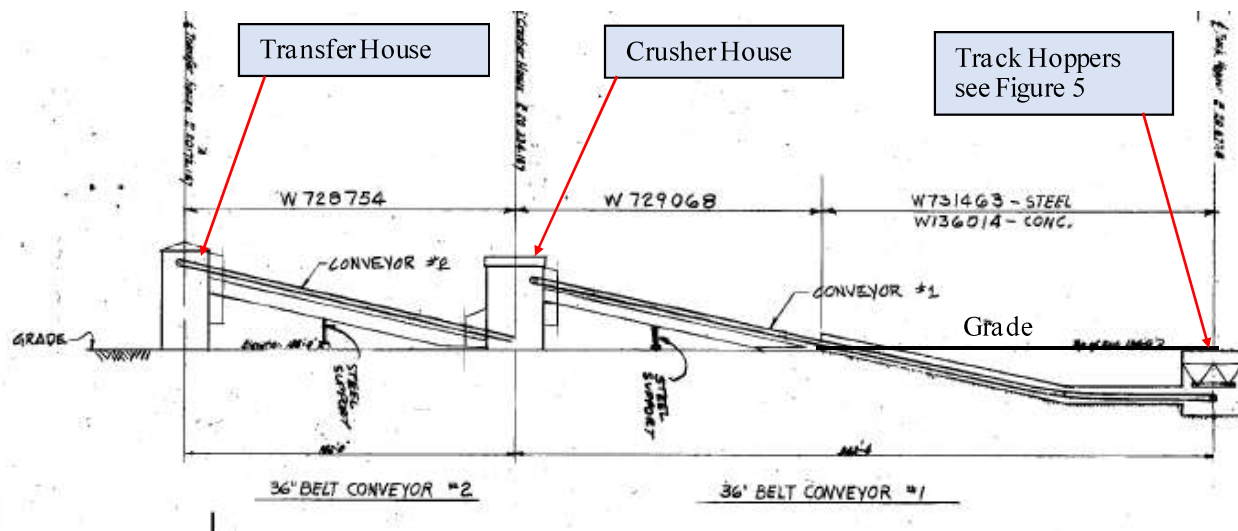 Transfer House
Crusher House
Track Hoppers
see Figure 5
W 728754
W 729068
W731463 - STEEL
W136014 - CONC.
CONVEYOR #2
CONVEYOR #1
GRADE
Grade
STEEL
SUPPORT
STEEL
SUPPORT
36" BELT CONVEYOR #2
36" BELT CONVEYOR #1